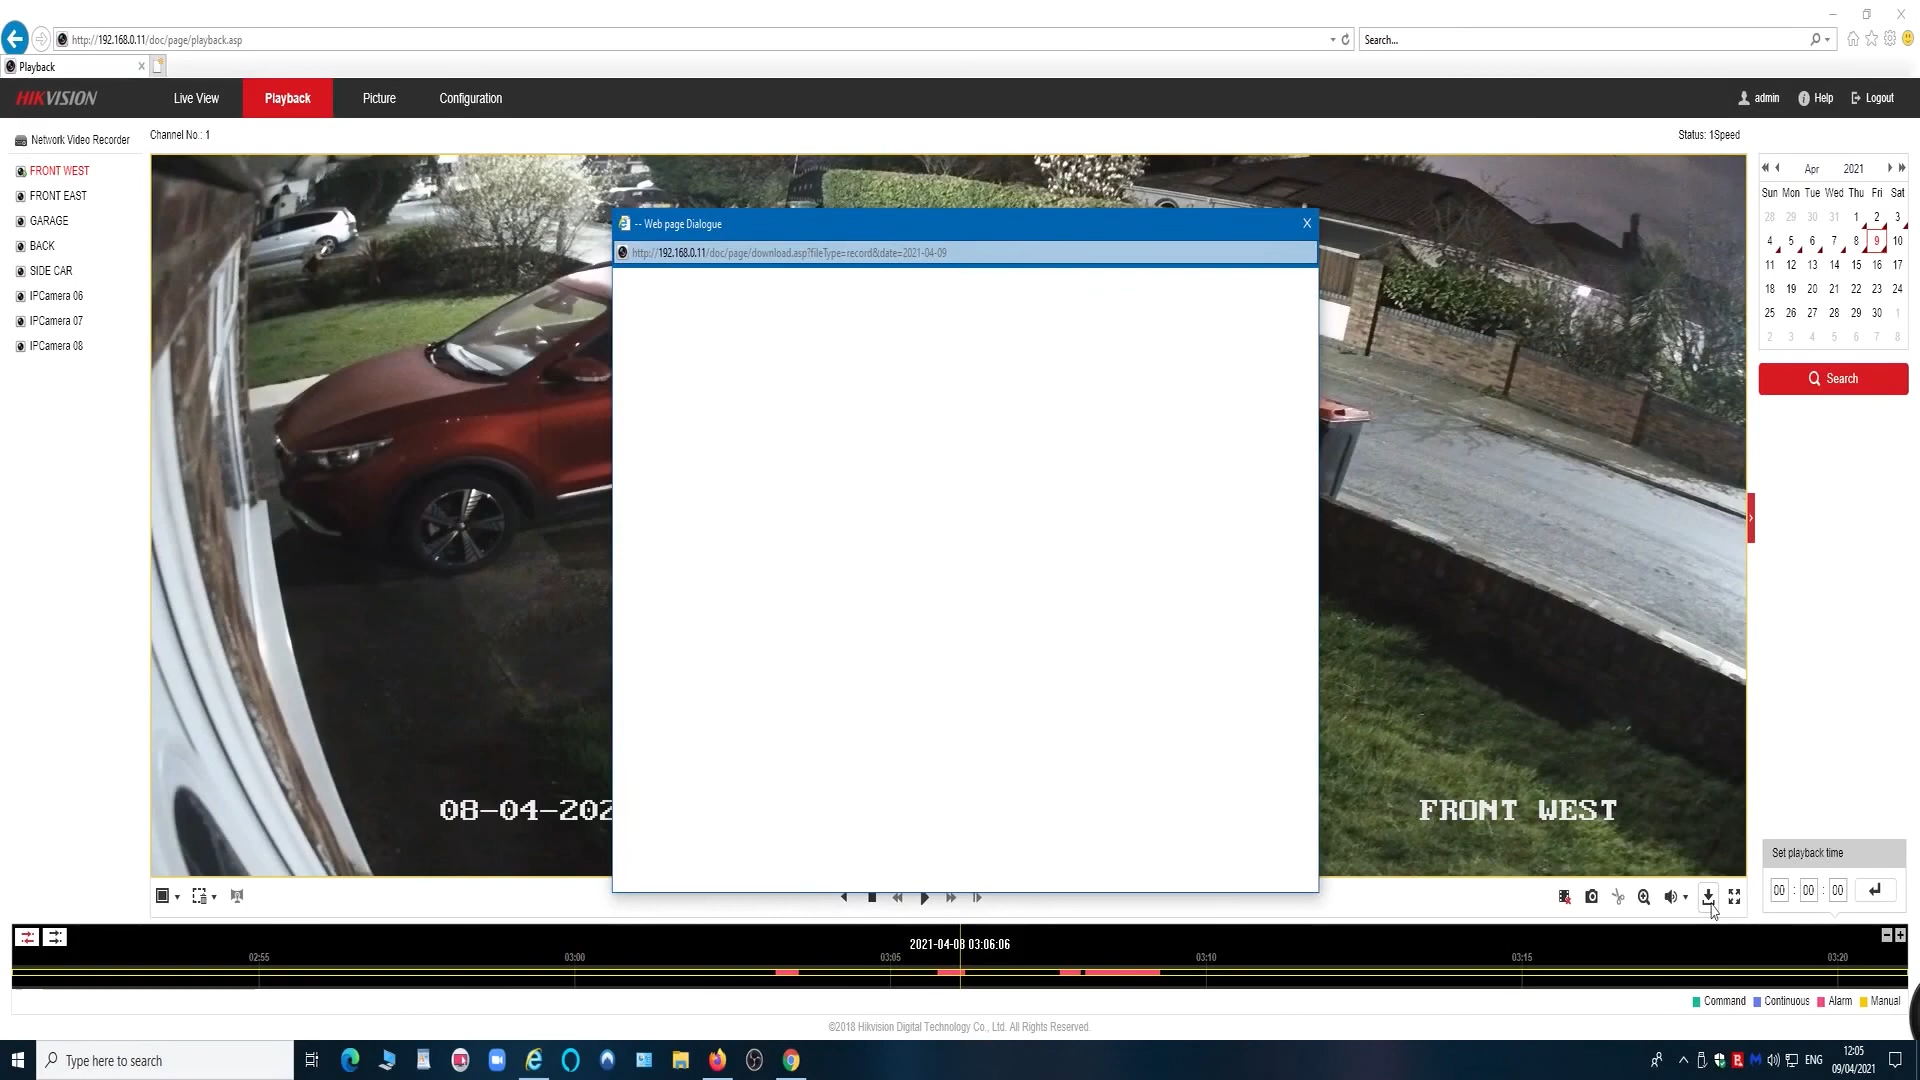 http://192.168.0.11/doc/page/playback.asp
Search...
Playback
HIKVISION
Live View
Playback
Picture
Configuration
admin
Help
Logout
Network Video Recorder
Channel No.: 1
Status: 1Speed
FRONT WEST
FRONT EAST
GARAGE
BACK
SIDE CAR
IPCamera 06
IPCamera 07
IPCamera 08
-- Web page Dialogue
http://192.168.0.11/doc/page/download.asp?fileType=record&date=2021-04-09
Apr 2021
Sun Mon Tue Wed Thu Fri Sat
28 29 30 31 1 2 3
4 5 6 7 8 9 10
11 12 13 14 15 16 17
18 19 20 21 22 23 24
25 26 27 28 29 30 1
2 3 4 5 6 7 8
Search
08-04-202
FRONT WEST
Set playback time
00 : 00 : 00
2021-04-08 03:06:06
02:55 03:00 03:05 03:10 03:15 03:20
Command Continuous Alarm Manual
©2018 Hikvision Digital Technology Co., Ltd. All Rights Reserved.
Type here to search
ENG
12:05
09/04/2021